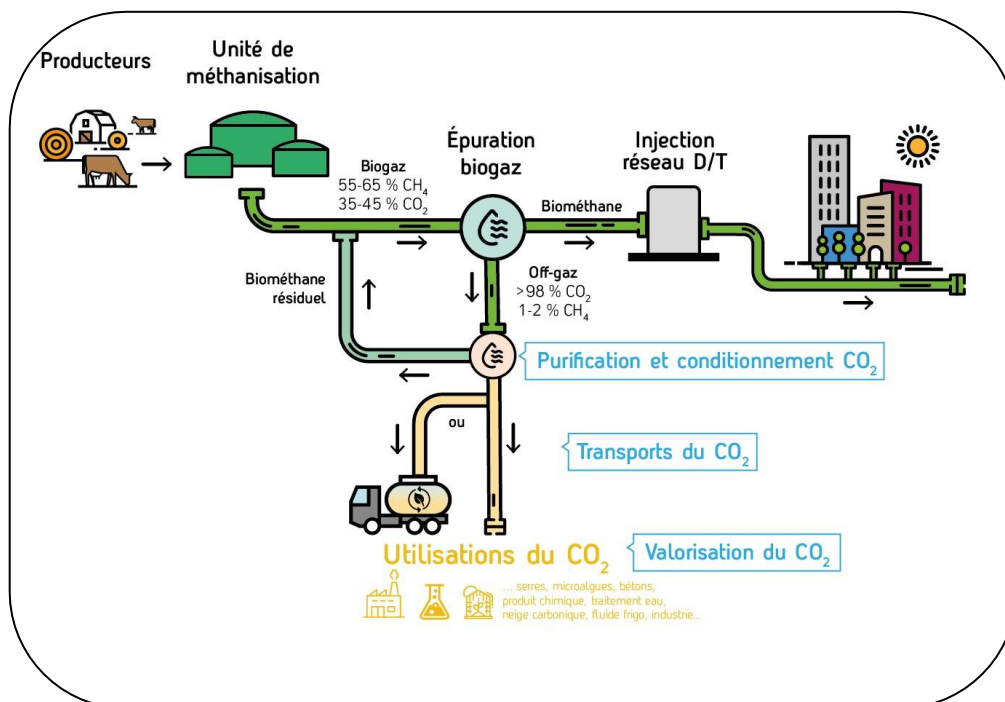 Producteurs
Unité de
méthanisation
Biogaz
55-65 % CH₄
35-45 % CO₂
Épuration
biogaz
Biométhane
Injection
réseau D/T
Biométhane
résiduel
Off-gaz
>98 % CO₂
1-2 % CH₄
Purification et conditionnement CO₂
ou
Transports du CO₂
Utilisations du CO₂
Valorisation du CO₂
... serres, microalgues, bétons,
produit chimique, traitement eau,
neige carbonique, fluide frigo, industrie...